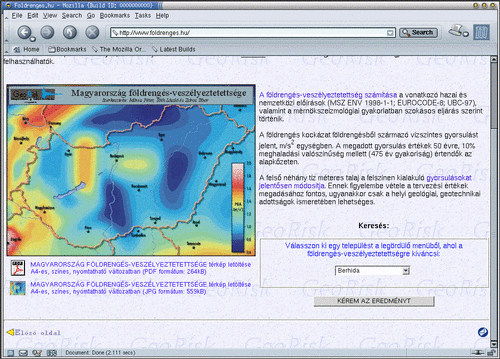 Foldrenges.hu - Mozilla {Build ID: 0000000000}
File Edit View Search Go Bookmarks Tasks Help
http://www.foldrenges.hu/
Search
Home Bookmarks The Mozilla Or... Latest Builds
felhasználhatók.
Magyarország földrengés-veszélyeztetettsége
A földrengés-veszélyeztetettség számítása a vonatkozó hazai és
nemzetközi előírások (MSZ ENV 1998-1-1; EUROCODE-8; UBC-97),
valamint a mérnökszeizmológiai gyakorlatban szokásos eljárás szerint
történik.
A földrengés kockázat földrengésből származó vízszintes gyorsulást
jelent, m/s² egységben. A megadott gyorsulás értékek 50 évre, 10%
meghaladási valószínűség mellett (475 év gyakoriság) értendők az
alapkőzeten.
A felső néhány tíz méteres talaj a felszínen kialakuló gyorsulásokat
jelentősen módosítja. Ennek figyelembe vétele a tervezési értékek
megadásához fontos, ugyanakkor csak a helyi geológiai, geotechnikai
adottságok ismeretében lehetséges.
Keresés:
Válasszon ki egy települést a legördülő menüből, ahol a
földrengés-veszélyeztetettségre kíváncsi:
Berhida
KÉREM AZ EREDMÉNYT
MAGYARORSZÁG FÖLDRENGÉS-VESZÉLYEZTETETTSÉGE térkép letöltése
A4-es, színes, nyomtatható változatban (PDF formátum: 264kB)
MAGYARORSZÁG FÖLDRENGÉS-VESZÉLYEZTETETTSÉGE térkép letöltése
A4-es, színes, nyomtatható változatban (JPG formátum: 559kB)
Előző oldal
GeoRisk
Document: Done (2.111 secs)